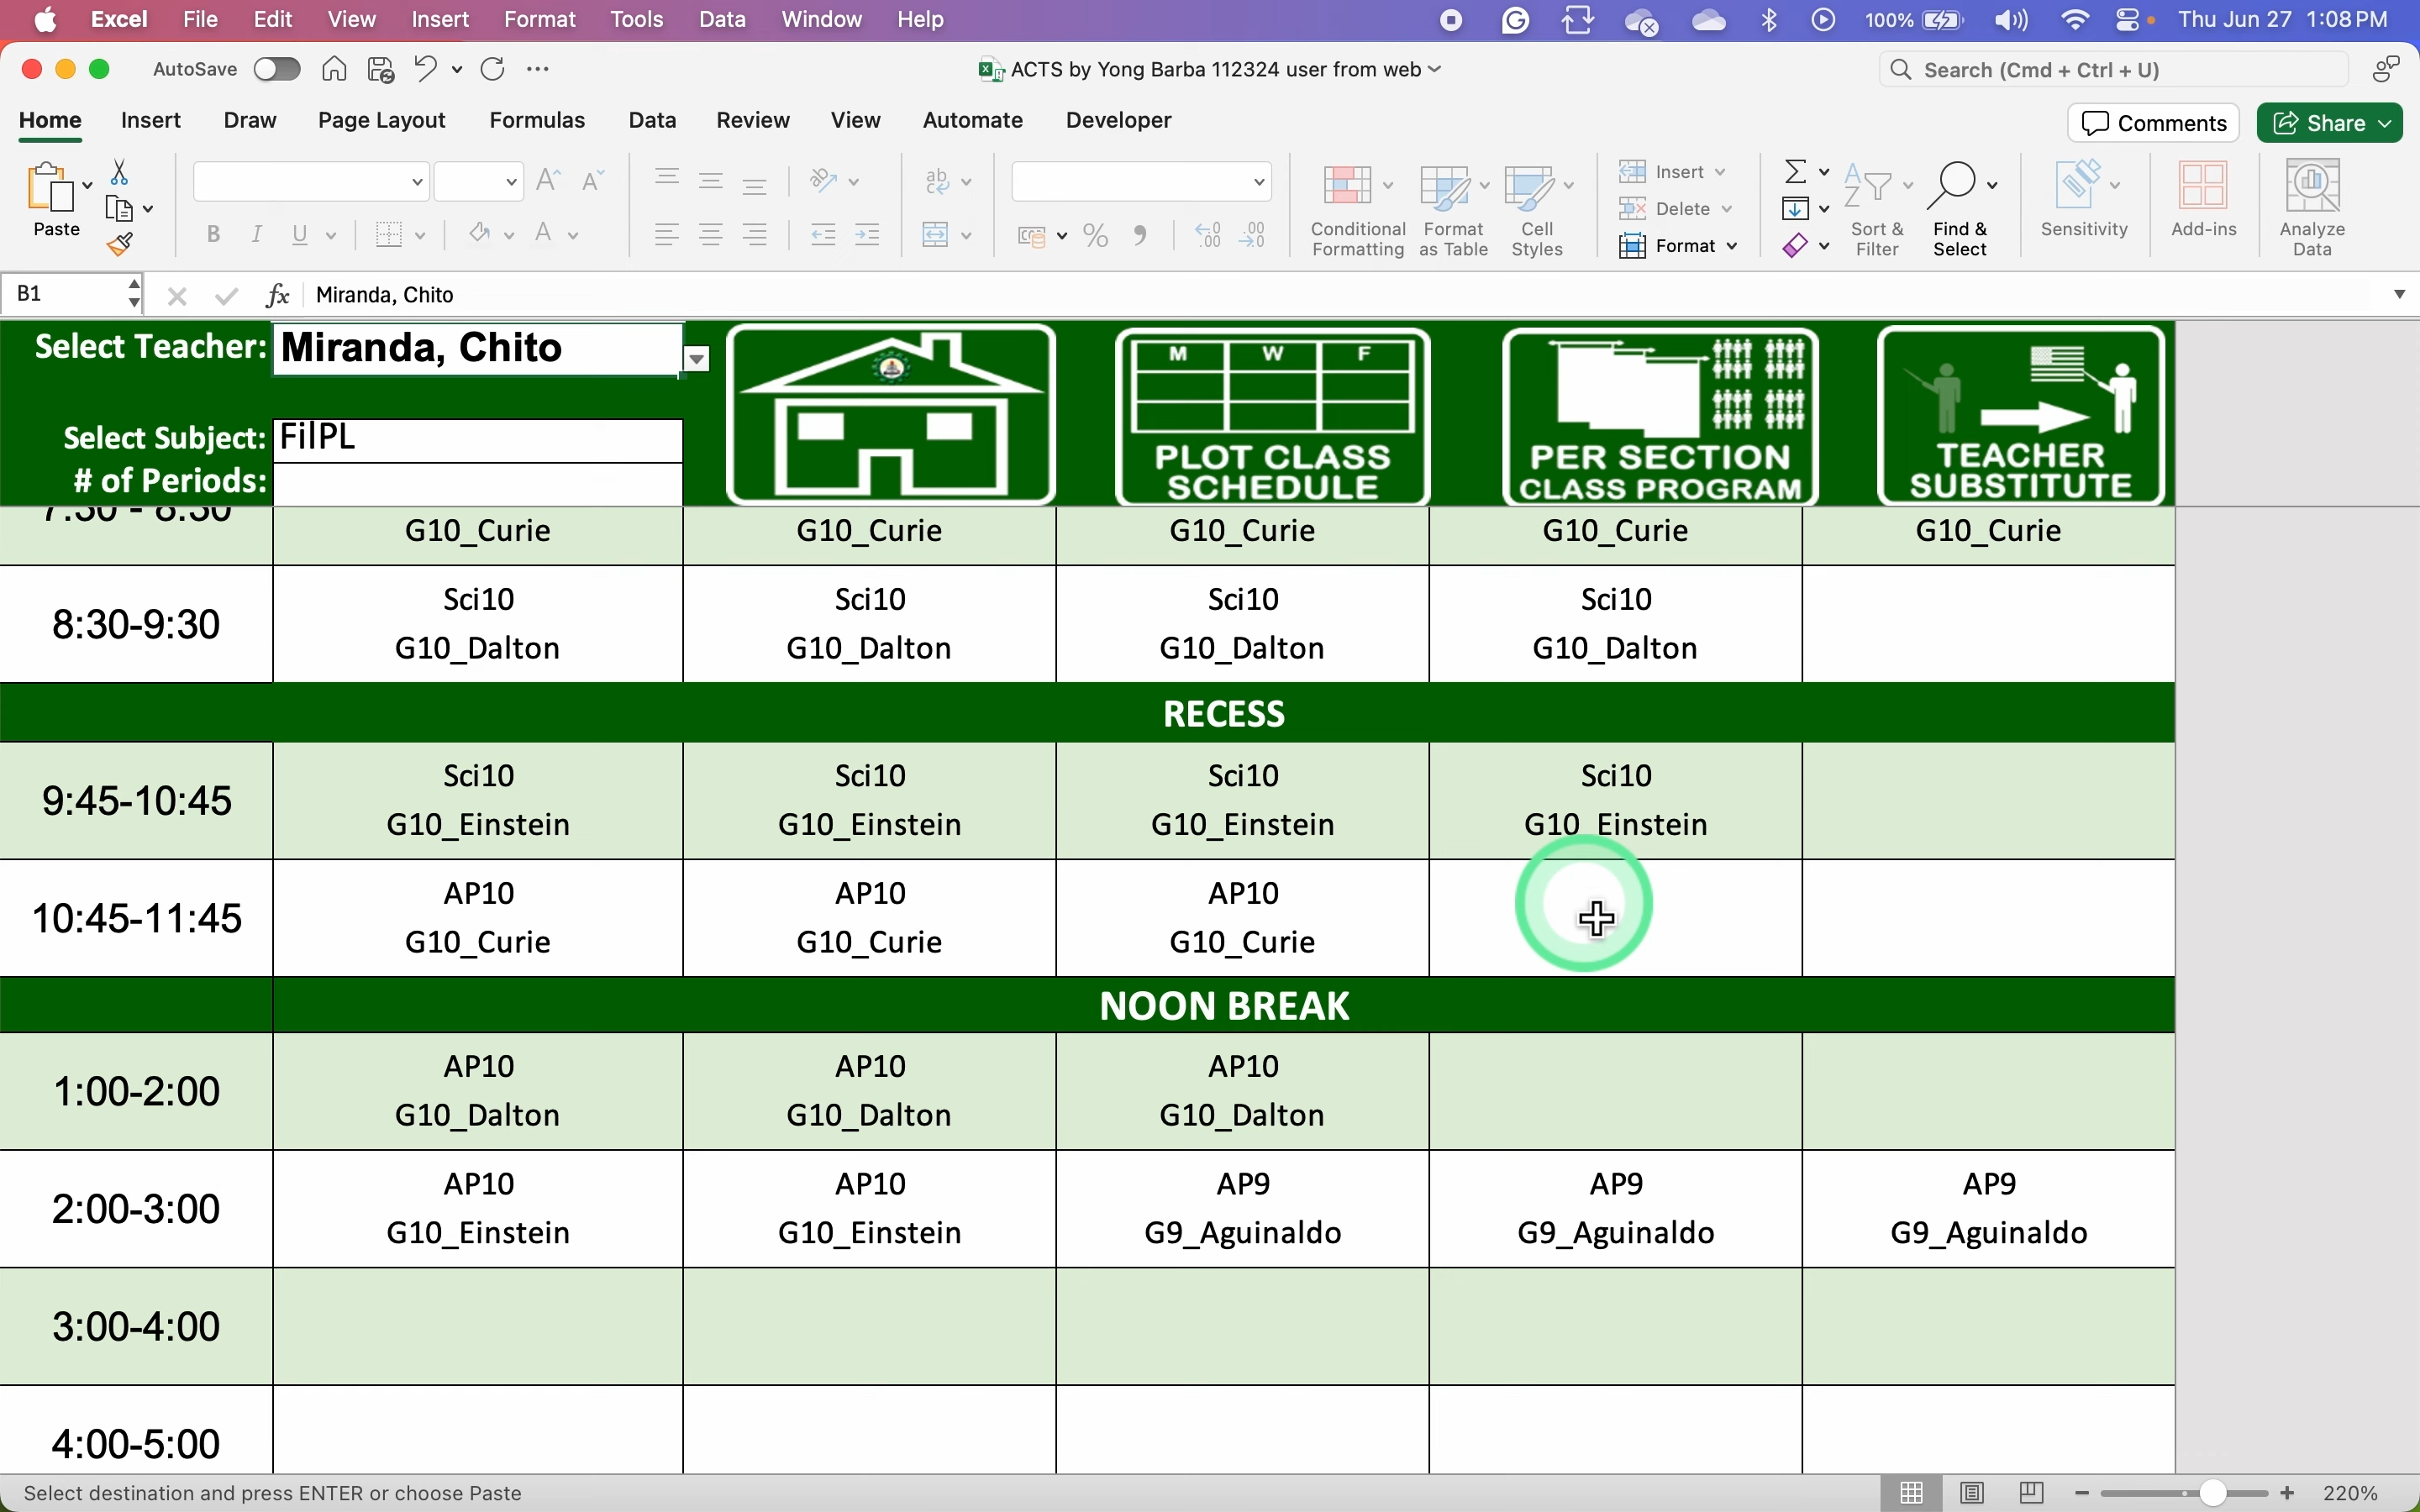 Excel File Edit View Insert Format Tools Data Window Help 100% Thu Jun 27 1:08 PM
AutoSave ACTS by Yong Barba 112324 user from web Search (Cmd + Ctrl + U)
Home Insert Draw Page Layout Formulas Data Review View Automate Developer Comments Share
Paste Conditional Formatting Format as Table Cell Styles Insert Delete Format Sort & Filter Find & Select Sensitivity Add-ins Analyze Data
B1 fx Miranda, Chito
Select Teacher: Miranda, Chito
Select Subject: FilPL
# of Periods:
M W F
PLOT CLASS
SCHEDULE
PER SECTION
CLASS PROGRAM
TEACHER
SUBSTITUTE
7:30 - 8:30 G10_Curie G10_Curie G10_Curie G10_Curie G10_Curie
Sci10 Sci10 Sci10 Sci10
8:30-9:30
G10_Dalton G10_Dalton G10_Dalton G10_Dalton
RECESS
Sci10 Sci10 Sci10 Sci10
9:45-10:45
G10_Einstein G10_Einstein G10_Einstein G10_Einstein
AP10 AP10 AP10
10:45-11:45
G10_Curie G10_Curie G10_Curie
NOON BREAK
AP10 AP10 AP10
1:00-2:00
G10_Dalton G10_Dalton G10_Dalton
AP10 AP10 AP9 AP9 AP9
2:00-3:00
G10_Einstein G10_Einstein G9_Aguinaldo G9_Aguinaldo G9_Aguinaldo
3:00-4:00
4:00-5:00
Select destination and press ENTER or choose Paste 220%